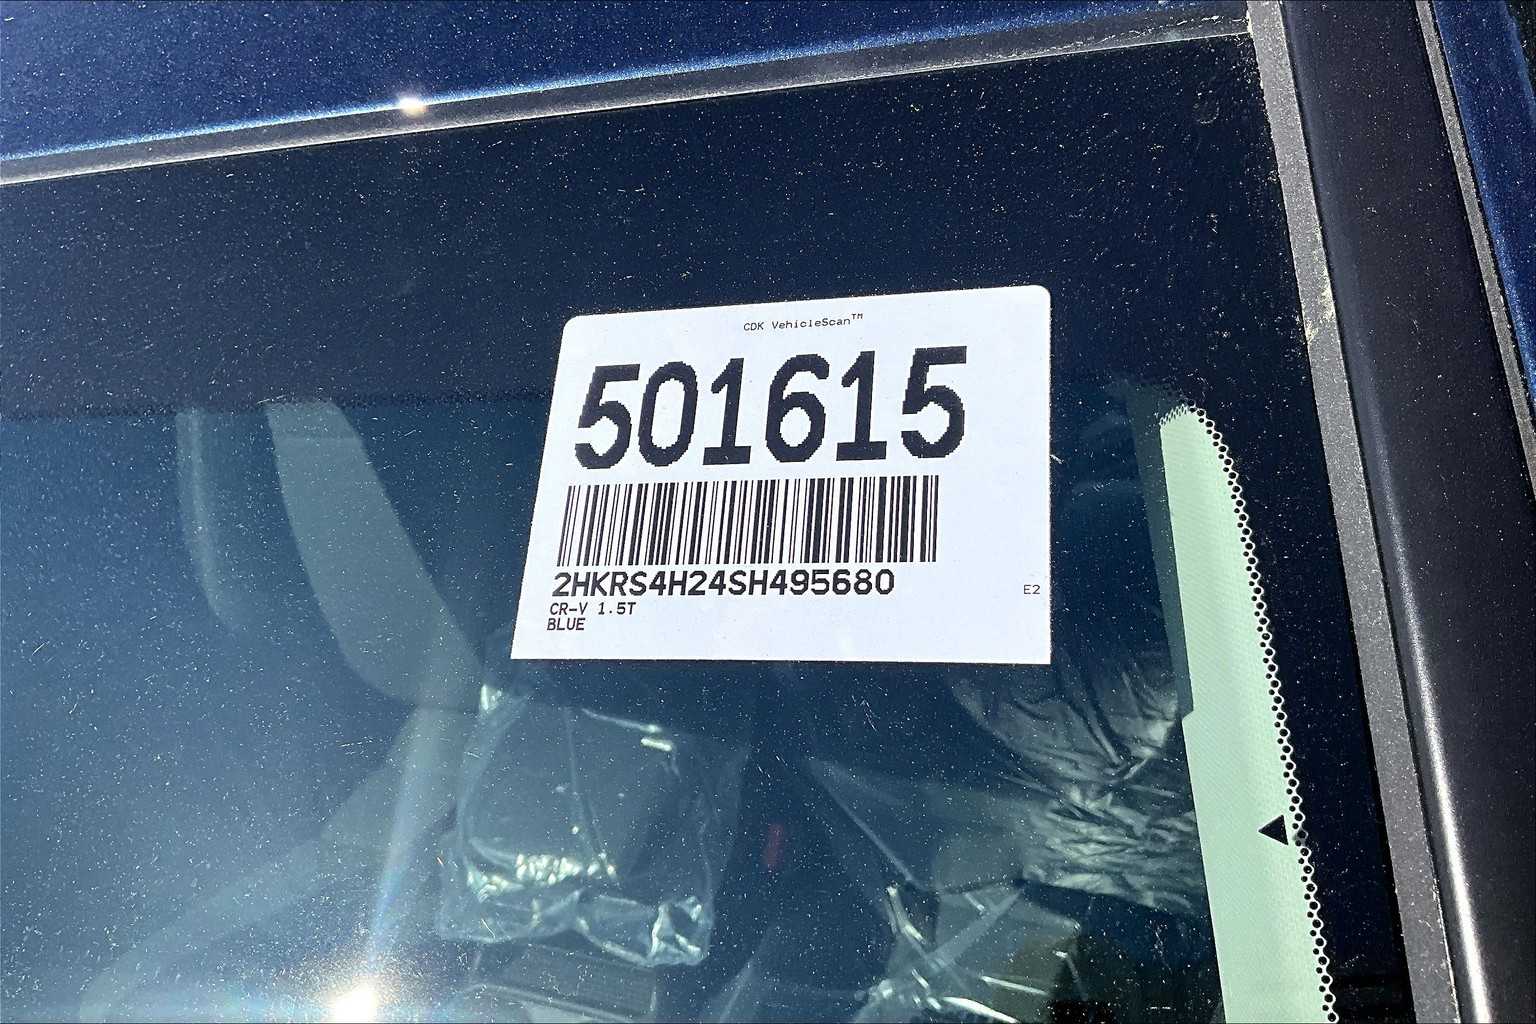 CDK VehicleScan™
501615
2HKRS4H24SH495680
CR-V 1.5T
E2
BLUE